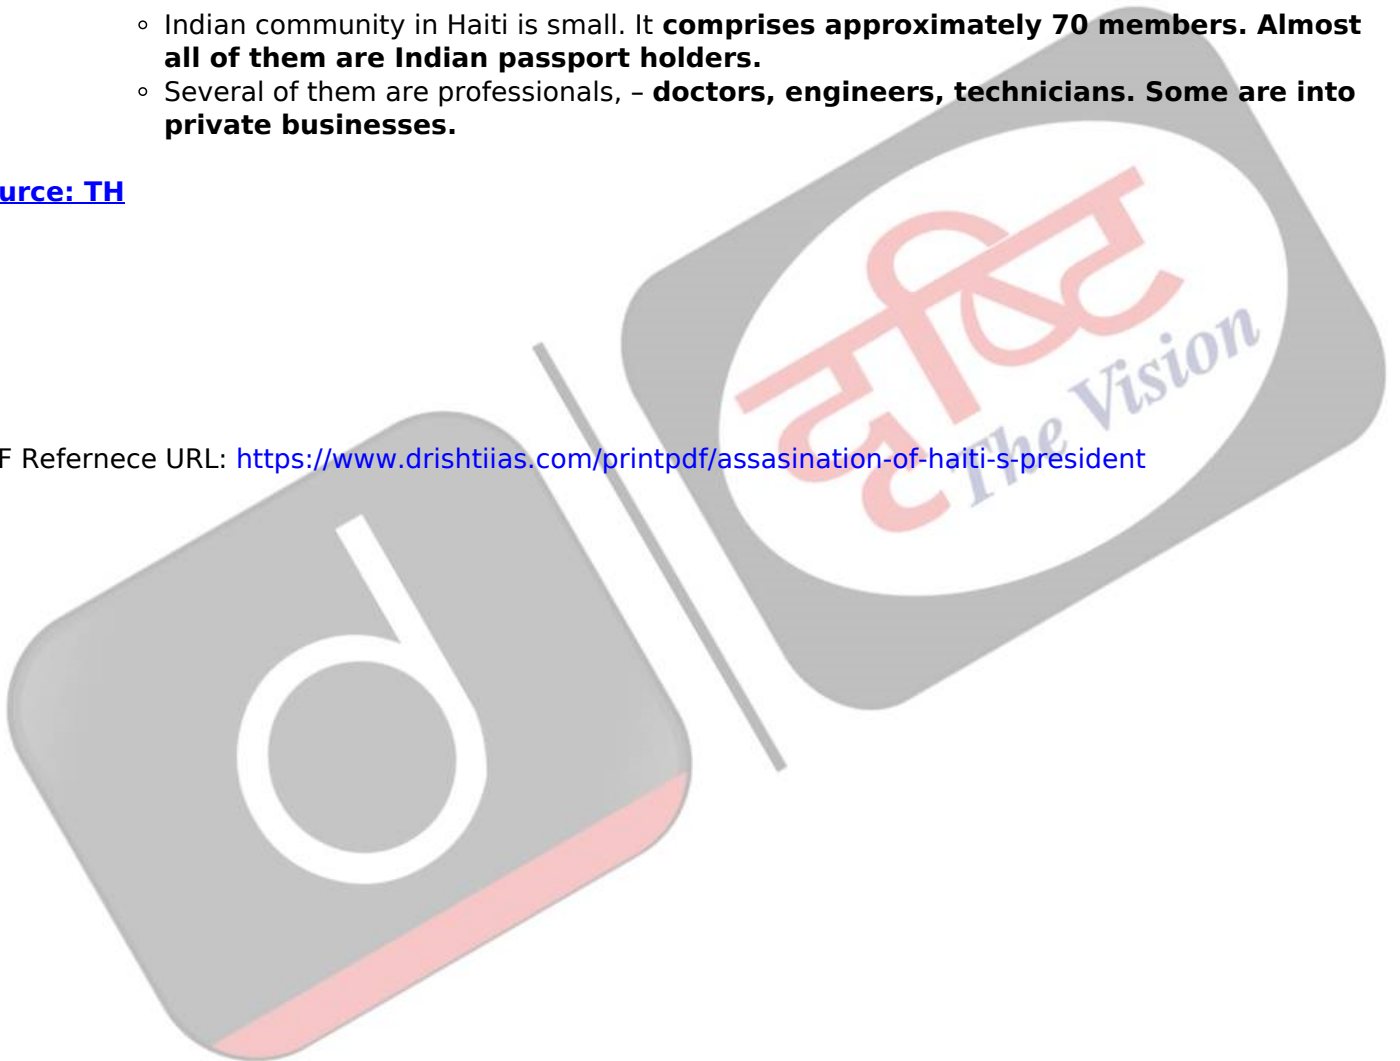 ◦ Indian community in Haiti is small. It comprises approximately 70 members. Almost
all of them are Indian passport holders.
◦ Several of them are professionals, – doctors, engineers, technicians. Some are into
private businesses.
urce: TH
दृष्टि
The Vision
F Refernece URL: https://www.drishtiias.com/printpdf/assasination-of-haiti-s-president
d